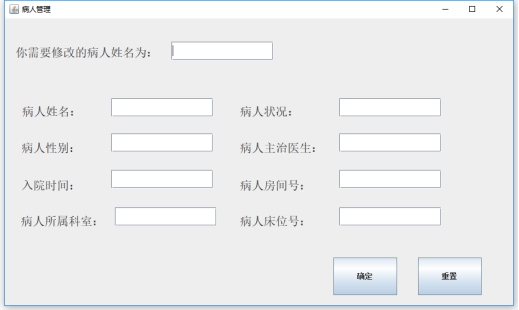 病人管理
你需要修改的病人姓名为：
病人姓名： 病人状况：
病人性别： 病人主治医生：
入院时间： 病人房间号：
病人所属科室： 病人床位号：
确定 重置